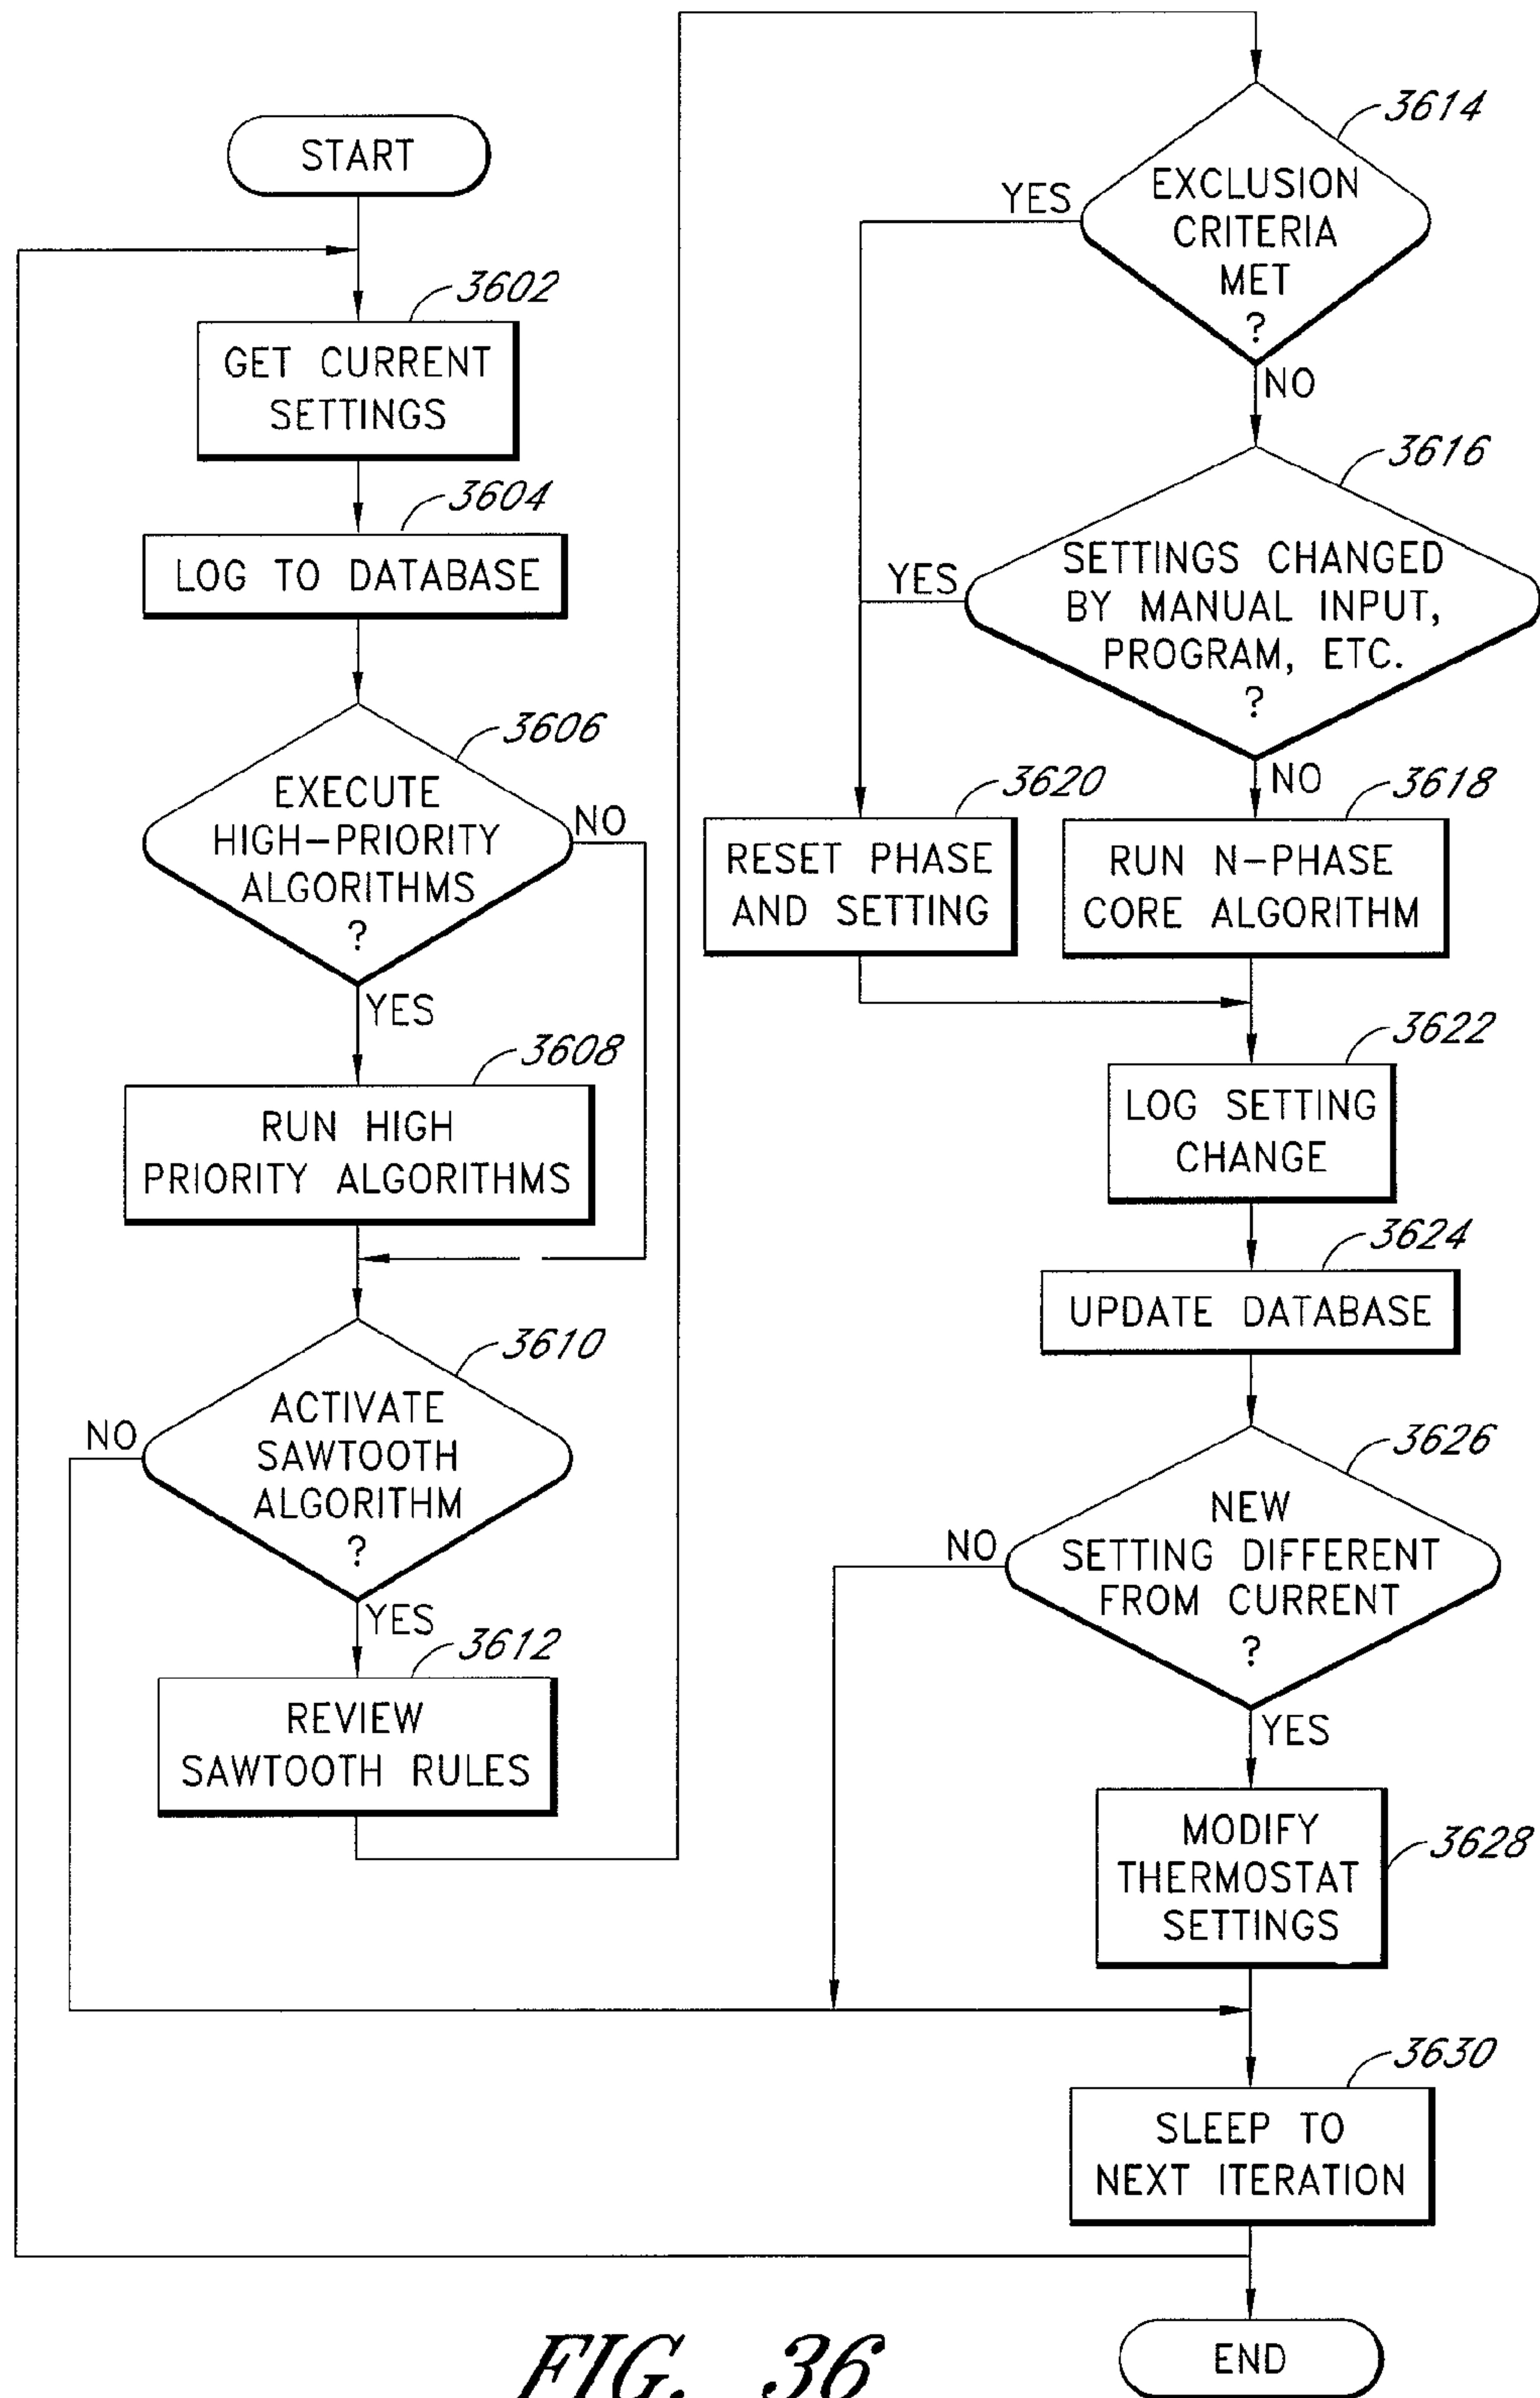 START
3602
GET CURRENT
SETTINGS
3604
LOG TO DATABASE
3606
EXECUTE
HIGH-PRIORITY
ALGORITHMS
?
NO
YES
3608
RUN HIGH
PRIORITY ALGORITHMS
3610
ACTIVATE
SAWTOOTH
ALGORITHM
?
NO
YES
3612
REVIEW
SAWTOOTH RULES
3614
EXCLUSION
CRITERIA
MET
?
YES
NO
3616
SETTINGS CHANGED
BY MANUAL INPUT,
PROGRAM, ETC.
?
YES
NO
3620
RESET PHASE
AND SETTING
3618
RUN N-PHASE
CORE ALGORITHM
3622
LOG SETTING
CHANGE
3624
UPDATE DATABASE
3626
NEW
SETTING DIFFERENT
FROM CURRENT
?
NO
YES
MODIFY
THERMOSTAT
SETTINGS
3628
3630
SLEEP TO
NEXT ITERATION
END
FIG. 36